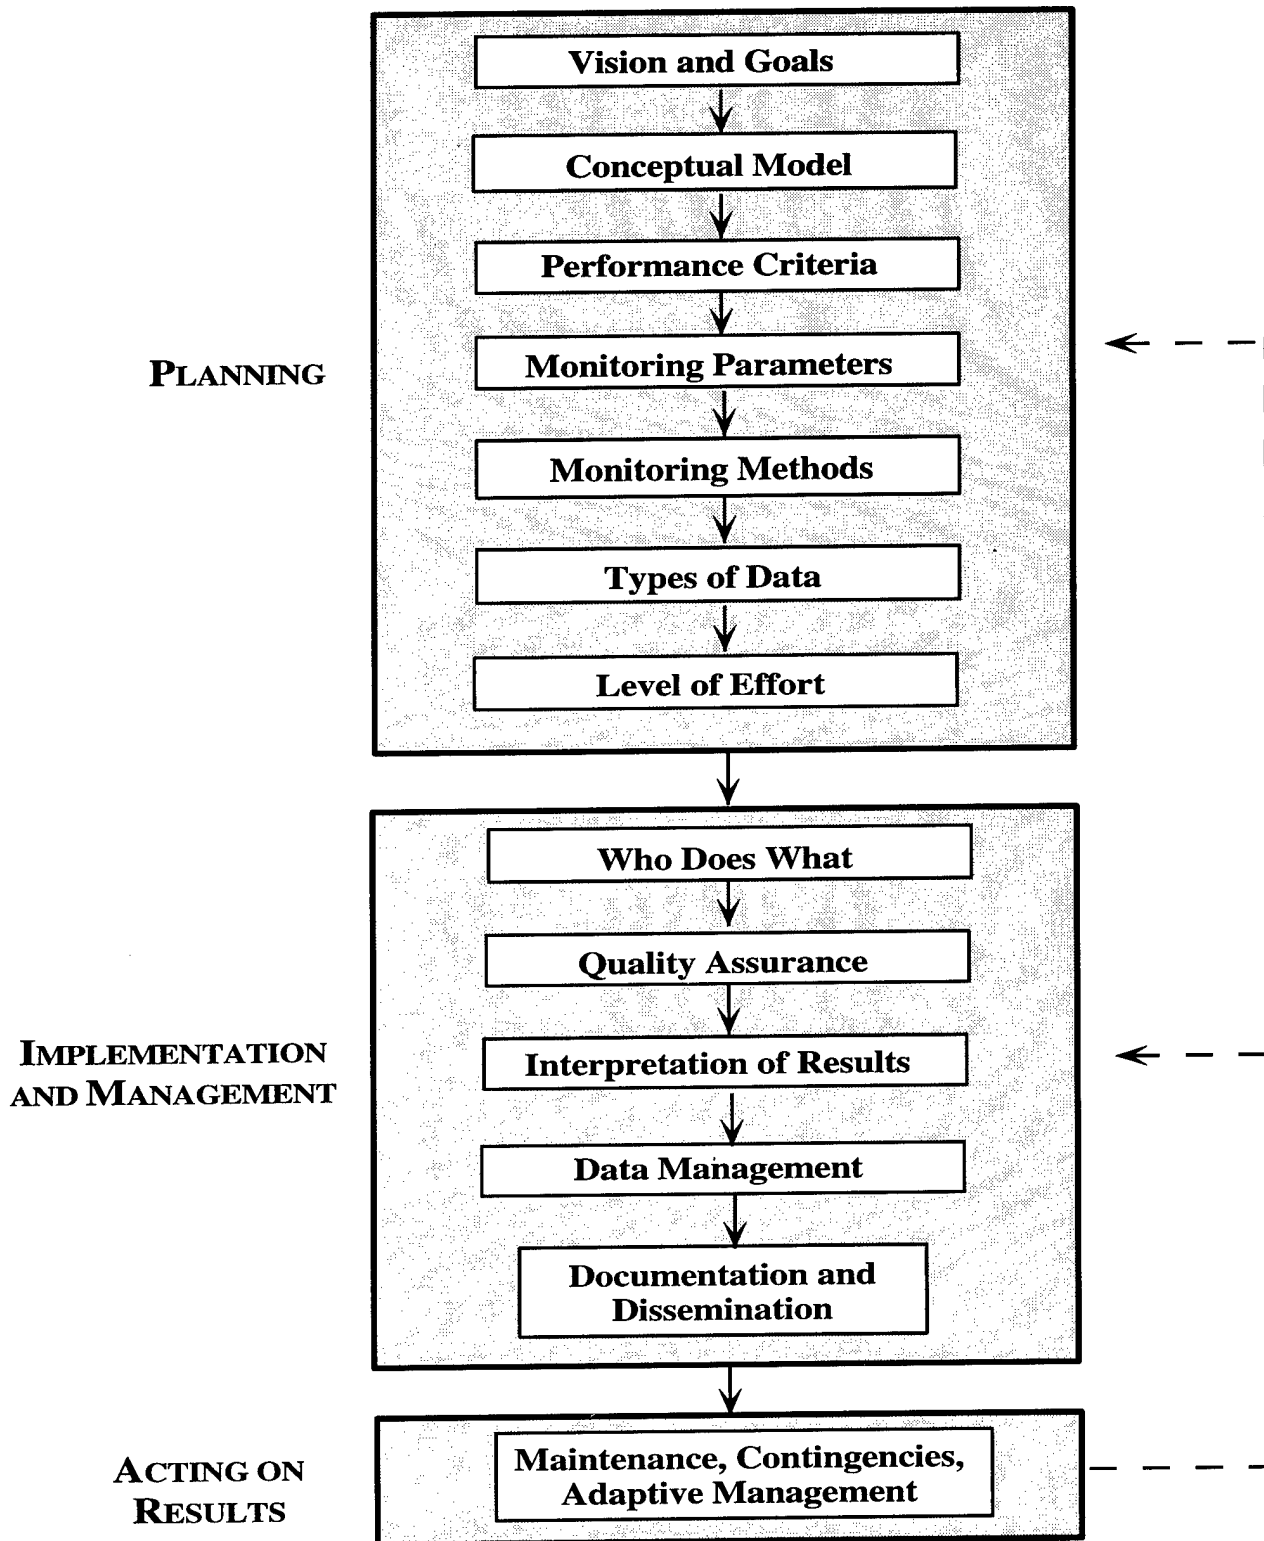 Vision and Goals
Conceptual Model
Performance Criteria
Monitoring Parameters
PLANNING
Monitoring Methods
Types of Data
Level of Effort
Who Does What
Quality Assurance
IMPLEMENTATION
AND MANAGEMENT
Interpretation of Results
Data Management
Documentation and
Dissemination
ACTING ON
RESULTS
Maintenance, Contingencies,
Adaptive Management